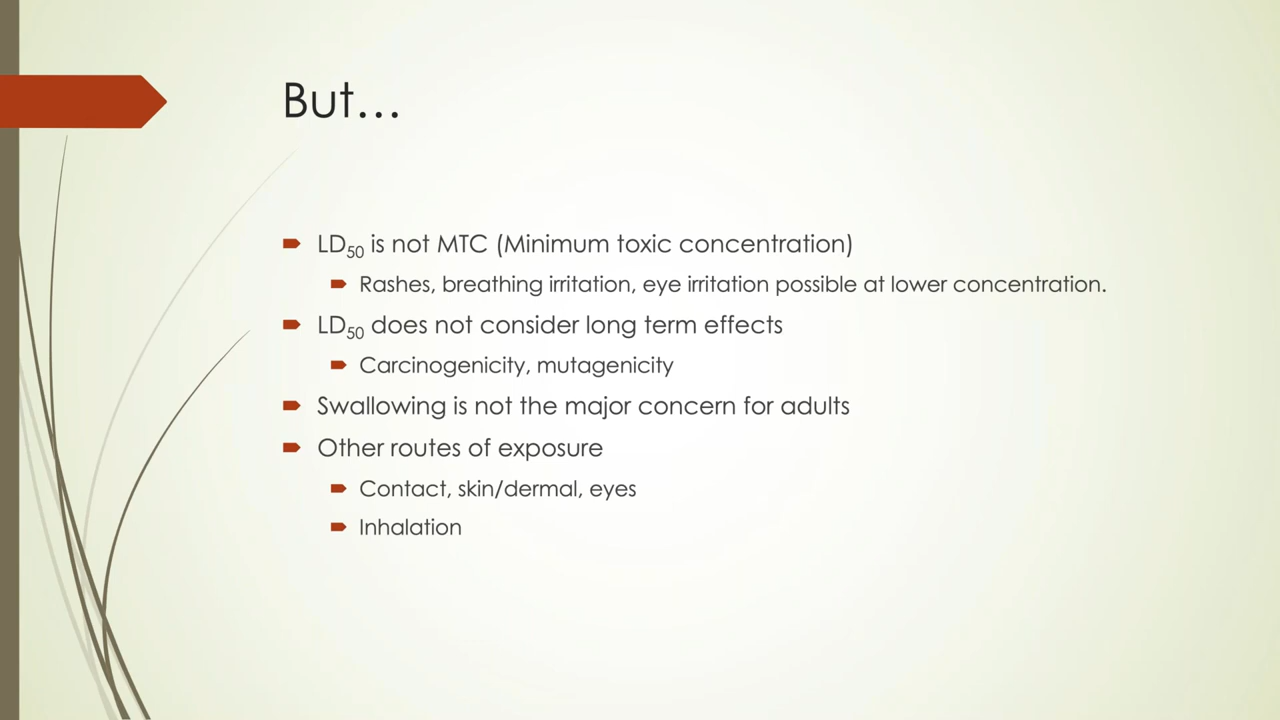 But...
LD50 is not MTC (Minimum toxic concentration)
Rashes, breathing irritation, eye irritation possible at lower concentration.
LD50 does not consider long term effects
Carcinogenicity, mutagenicity
Swallowing is not the major concern for adults
Other routes of exposure
Contact, skin/dermal, eyes
Inhalation